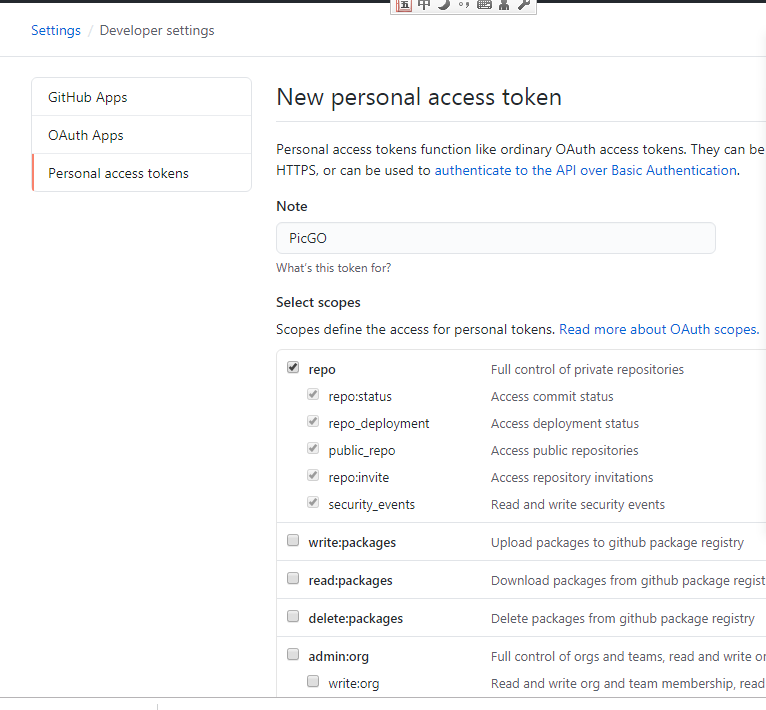 五 中
Settings / Developer settings
GitHub Apps
OAuth Apps
Personal access tokens
New personal access token
Personal access tokens function like ordinary OAuth access tokens. They can be
HTTPS, or can be used to authenticate to the API over Basic Authentication.
Note
PicGO
What's this token for?
Select scopes
Scopes define the access for personal tokens. Read more about OAuth scopes.
repo Full control of private repositories
repo:status Access commit status
repo_deployment Access deployment status
public_repo Access public repositories
repo:invite Access repository invitations
security_events Read and write security events
write:packages Upload packages to github package registry
read:packages Download packages from github package regist
delete:packages Delete packages from github package registry
admin:org Full control of orgs and teams, read and write or
write:org Read and write org and team membership, read